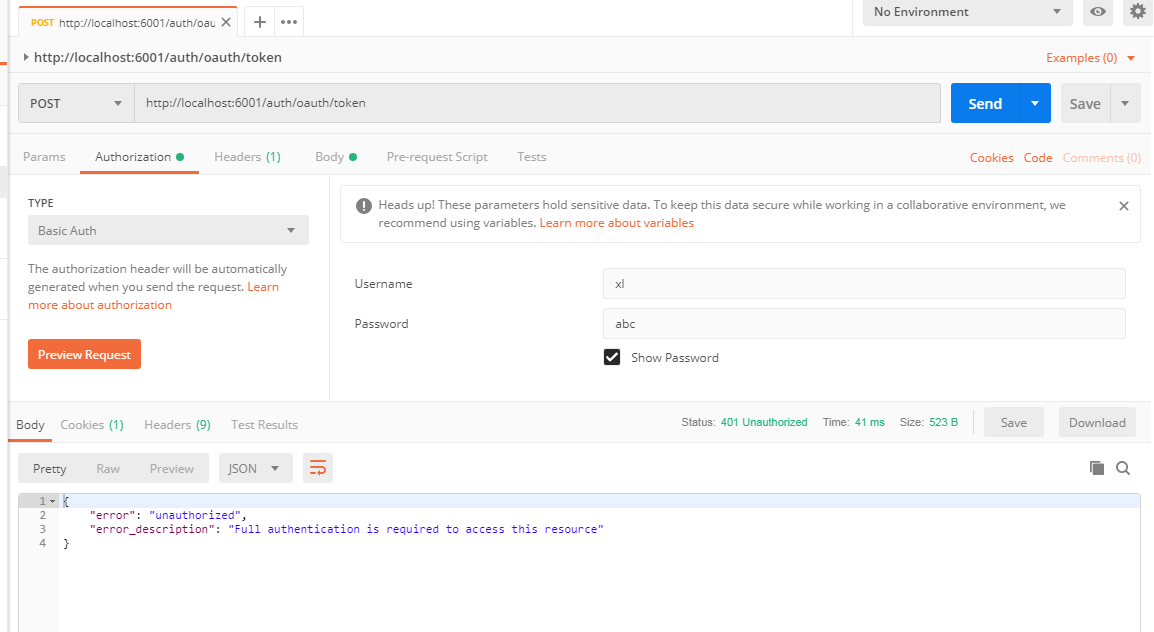 POST http://localhost:6001/auth/oau
No Environment
http://localhost:6001/auth/oauth/token
Examples (0)
POST
http://localhost:6001/auth/oauth/token
Send
Save
Params
Authorization
Headers (1)
Body
Pre-request Script
Tests
Cookies
Code
Comments (0)
TYPE
Basic Auth
The authorization header will be automatically
generated when you send the request. Learn
more about authorization
Preview Request
Heads up! These parameters hold sensitive data. To keep this data secure while working in a collaborative environment, we
recommend using variables. Learn more about variables
Username
xl
Password
abc
Show Password
Body
Cookies (1)
Headers (9)
Test Results
Status: 401 Unauthorized
Time: 41 ms
Size: 523 B
Save
Download
Pretty
Raw
Preview
JSON
1 {
2 "error": "unauthorized",
3 "error_description": "Full authentication is required to access this resource"
4 }